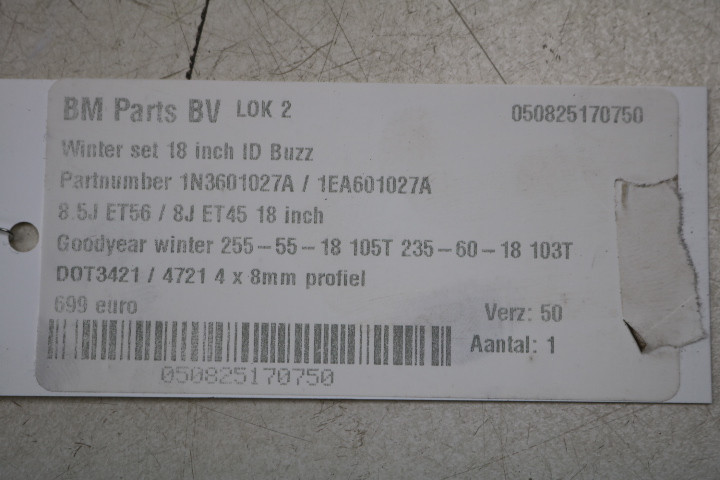 BM Parts BV LOK 2 050825170750
Winter set 18 inch ID Buzz
Partnumber 1N3601027A / 1EA601027A
8.5J ET56 / 8J ET45 18 inch
Goodyear winter 255-55-18 105T 235-60-18 103T
DOT3421 / 4721 4 x 8mm profiel
699 euro
Verz: 50
Aantal: 1
050825170750